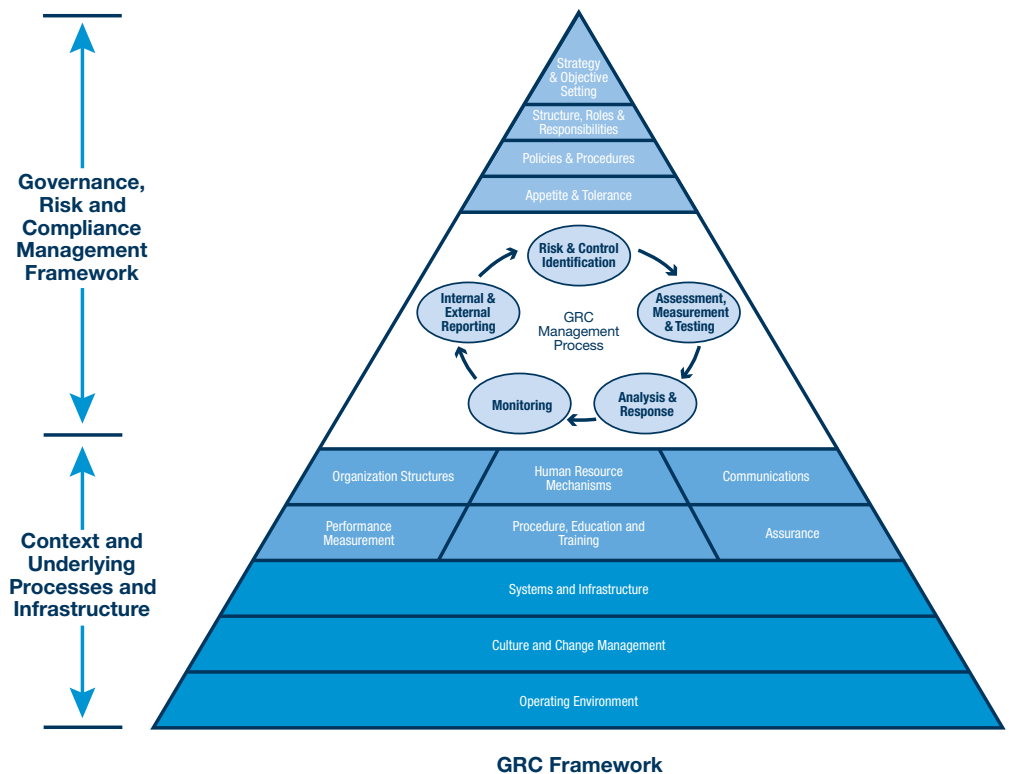 Strategy
& Objective
Setting
Structure, Roles &
Responsibilities
Policies & Procedures
Appetite & Tolerance
Governance,
Risk and
Compliance
Management
Framework
Risk & Control
Identification
Assessment,
Measurement
& Testing
Analysis &
Response
Monitoring
Internal &
External
Reporting
GRC
Management
Process
Context and
Underlying
Processes and
Infrastructure
Organization Structures
Human Resource
Mechanisms
Communications
Performance
Measurement
Procedure, Education and
Training
Assurance
Systems and Infrastructure
Culture and Change Management
Operating Environment
GRC Framework